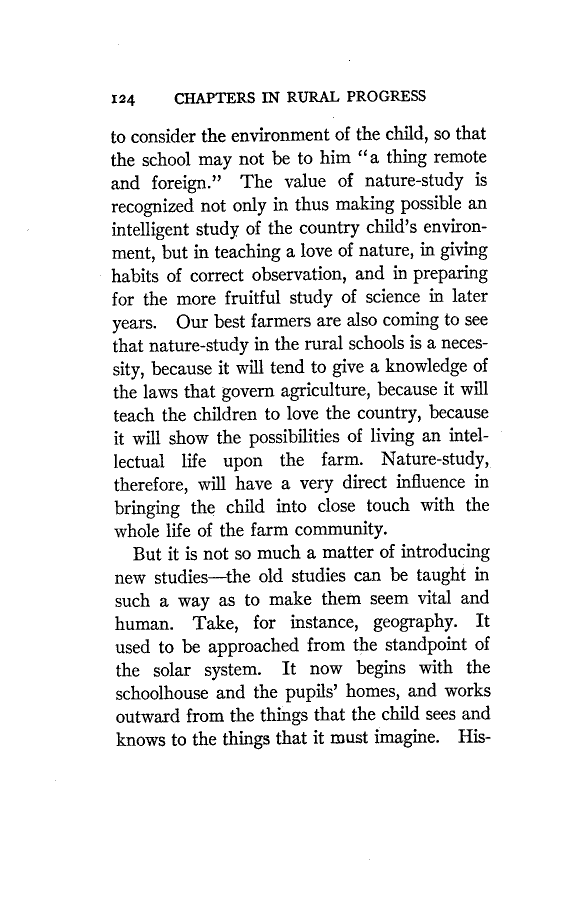 124 CHAPTERS IN RURAL PROGRESS
to consider the environment of the child, so that
the school may not be to him "a thing remote
and foreign." The value of nature-study is
recognized not only in thus making possible an
intelligent study of the country child's environ-
ment, but in teaching a love of nature, in giving
habits of correct observation, and in preparing
for the more fruitful study of science in later
years. Our best farmers are also coming to see
that nature-study in the rural schools is a neces-
sity, because it will tend to give a knowledge of
the laws that govern agriculture, because it will
teach the children to love the country, because
it will show the possibilities of living an intel-
lectual life upon the farm. Nature-study,
therefore, will have a very direct influence in
bringing the child into close touch with the
whole life of the farm community.
But it is not so much a matter of introducing
new studies—the old studies can be taught in
such a way as to make them seem vital and
human. Take, for instance, geography. It
used to be approached from the standpoint of
the solar system. It now begins with the
schoolhouse and the pupils' homes, and works
outward from the things that the child sees and
knows to the things that it must imagine. His-